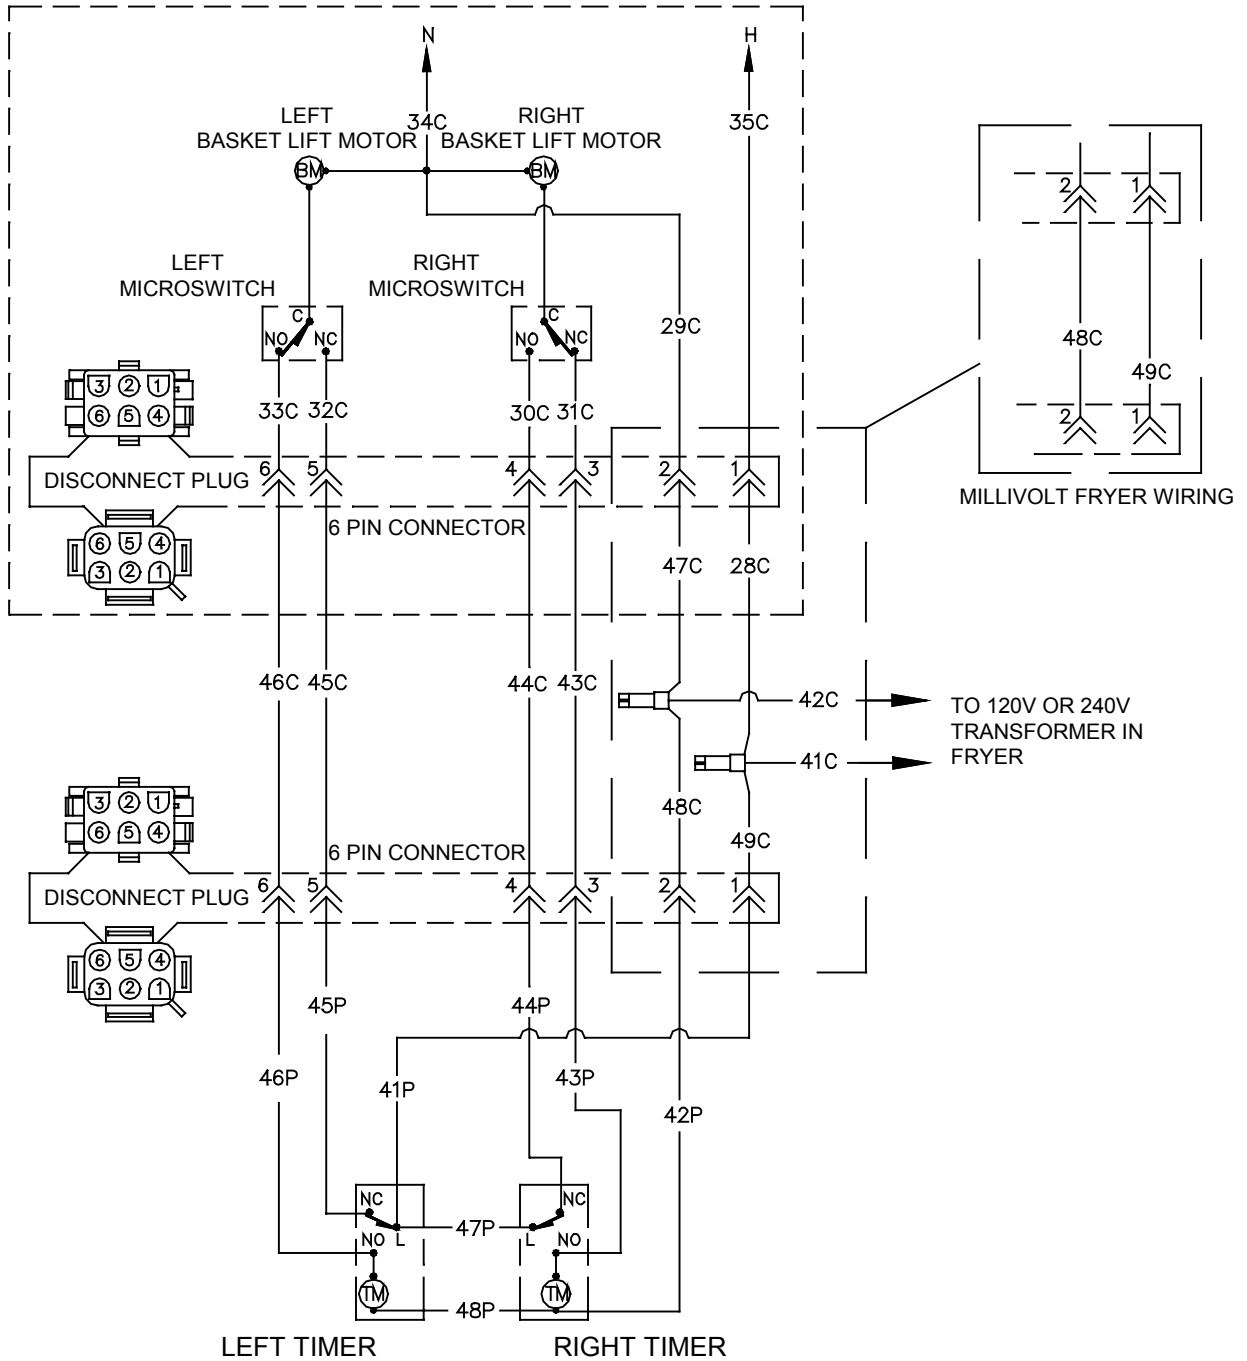 N
H
LEFT
BASKET LIFT MOTOR
34C
RIGHT
BASKET LIFT MOTOR
35C
BM
BM
2
1
LEFT
MICROSWITCH
RIGHT
MICROSWITCH
C
NO
NC
C
NO
NC
29C
48C
49C
3 2 1
6 5 4
33C
32C
30C
31C
2
1
DISCONNECT PLUG
6
5
4
3
2
1
MILLIVOLT FRYER WIRING
6 PIN CONNECTOR
6 5 4
3 2 1
47C
28C
46C
45C
44C
43C
42C
41C
TO 120V OR 240V
TRANSFORMER IN
FRYER
48C
49C
3 2 1
6 5 4
6 PIN CONNECTOR
DISCONNECT PLUG
6
5
4
3
2
1
6 5 4
3 2 1
45P
44P
46P
41P
43P
42P
NC
NC
L
47P
L
NO
NO
TM
TM
48P
LEFT TIMER
RIGHT TIMER